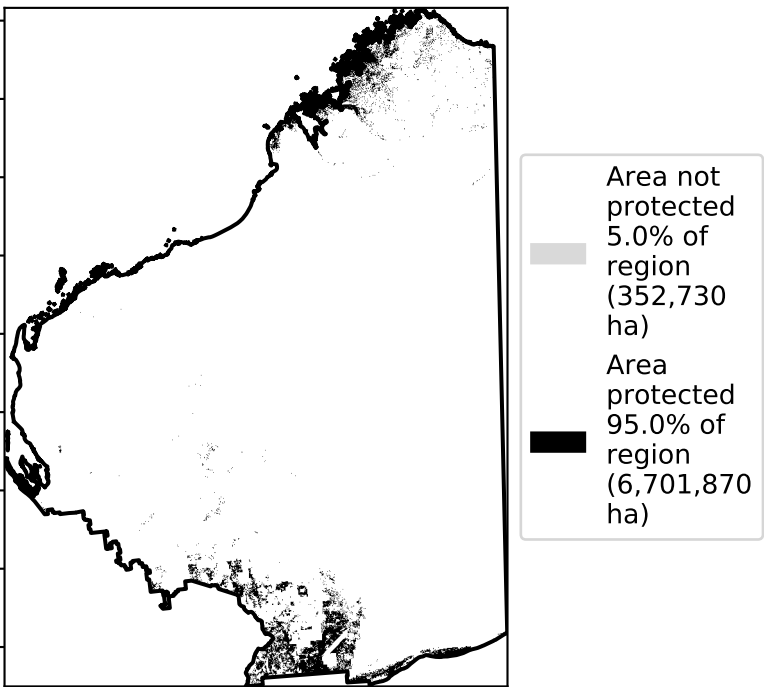 Area not
protected
5.0% of
region
(352,730
ha)
Area
protected
95.0% of
region
(6,701,870
ha)